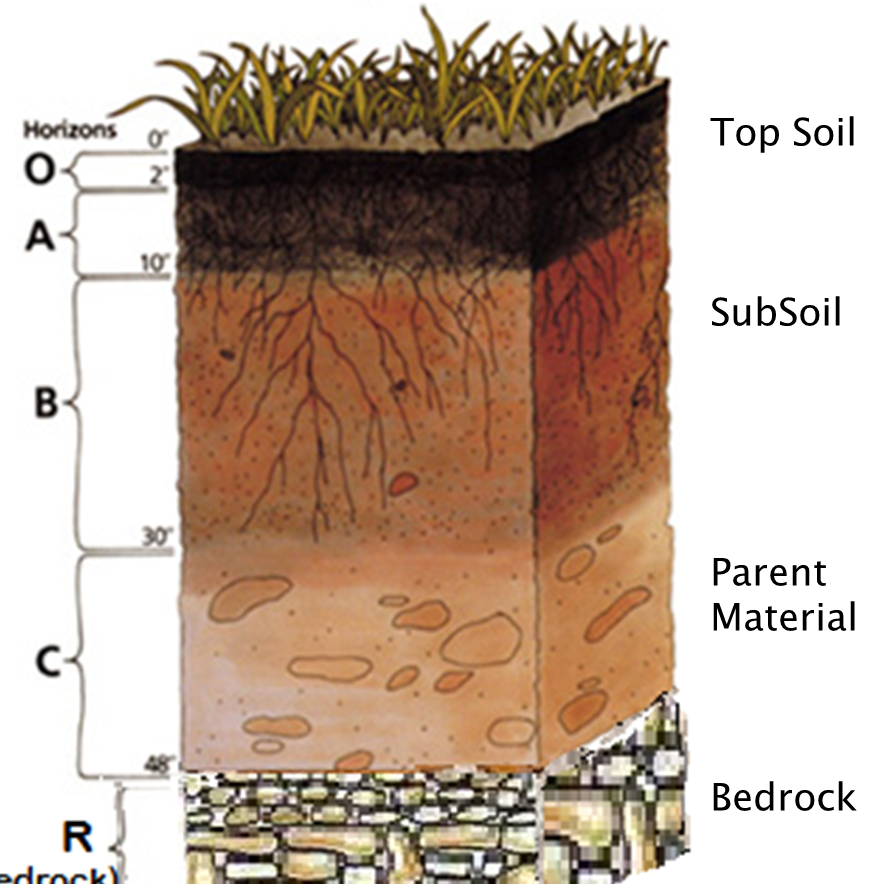 Horizons
0"
O
2"
A
10"
B
30"
C
48"
R
edrock)
Top Soil
SubSoil
Parent
Material
Bedrock